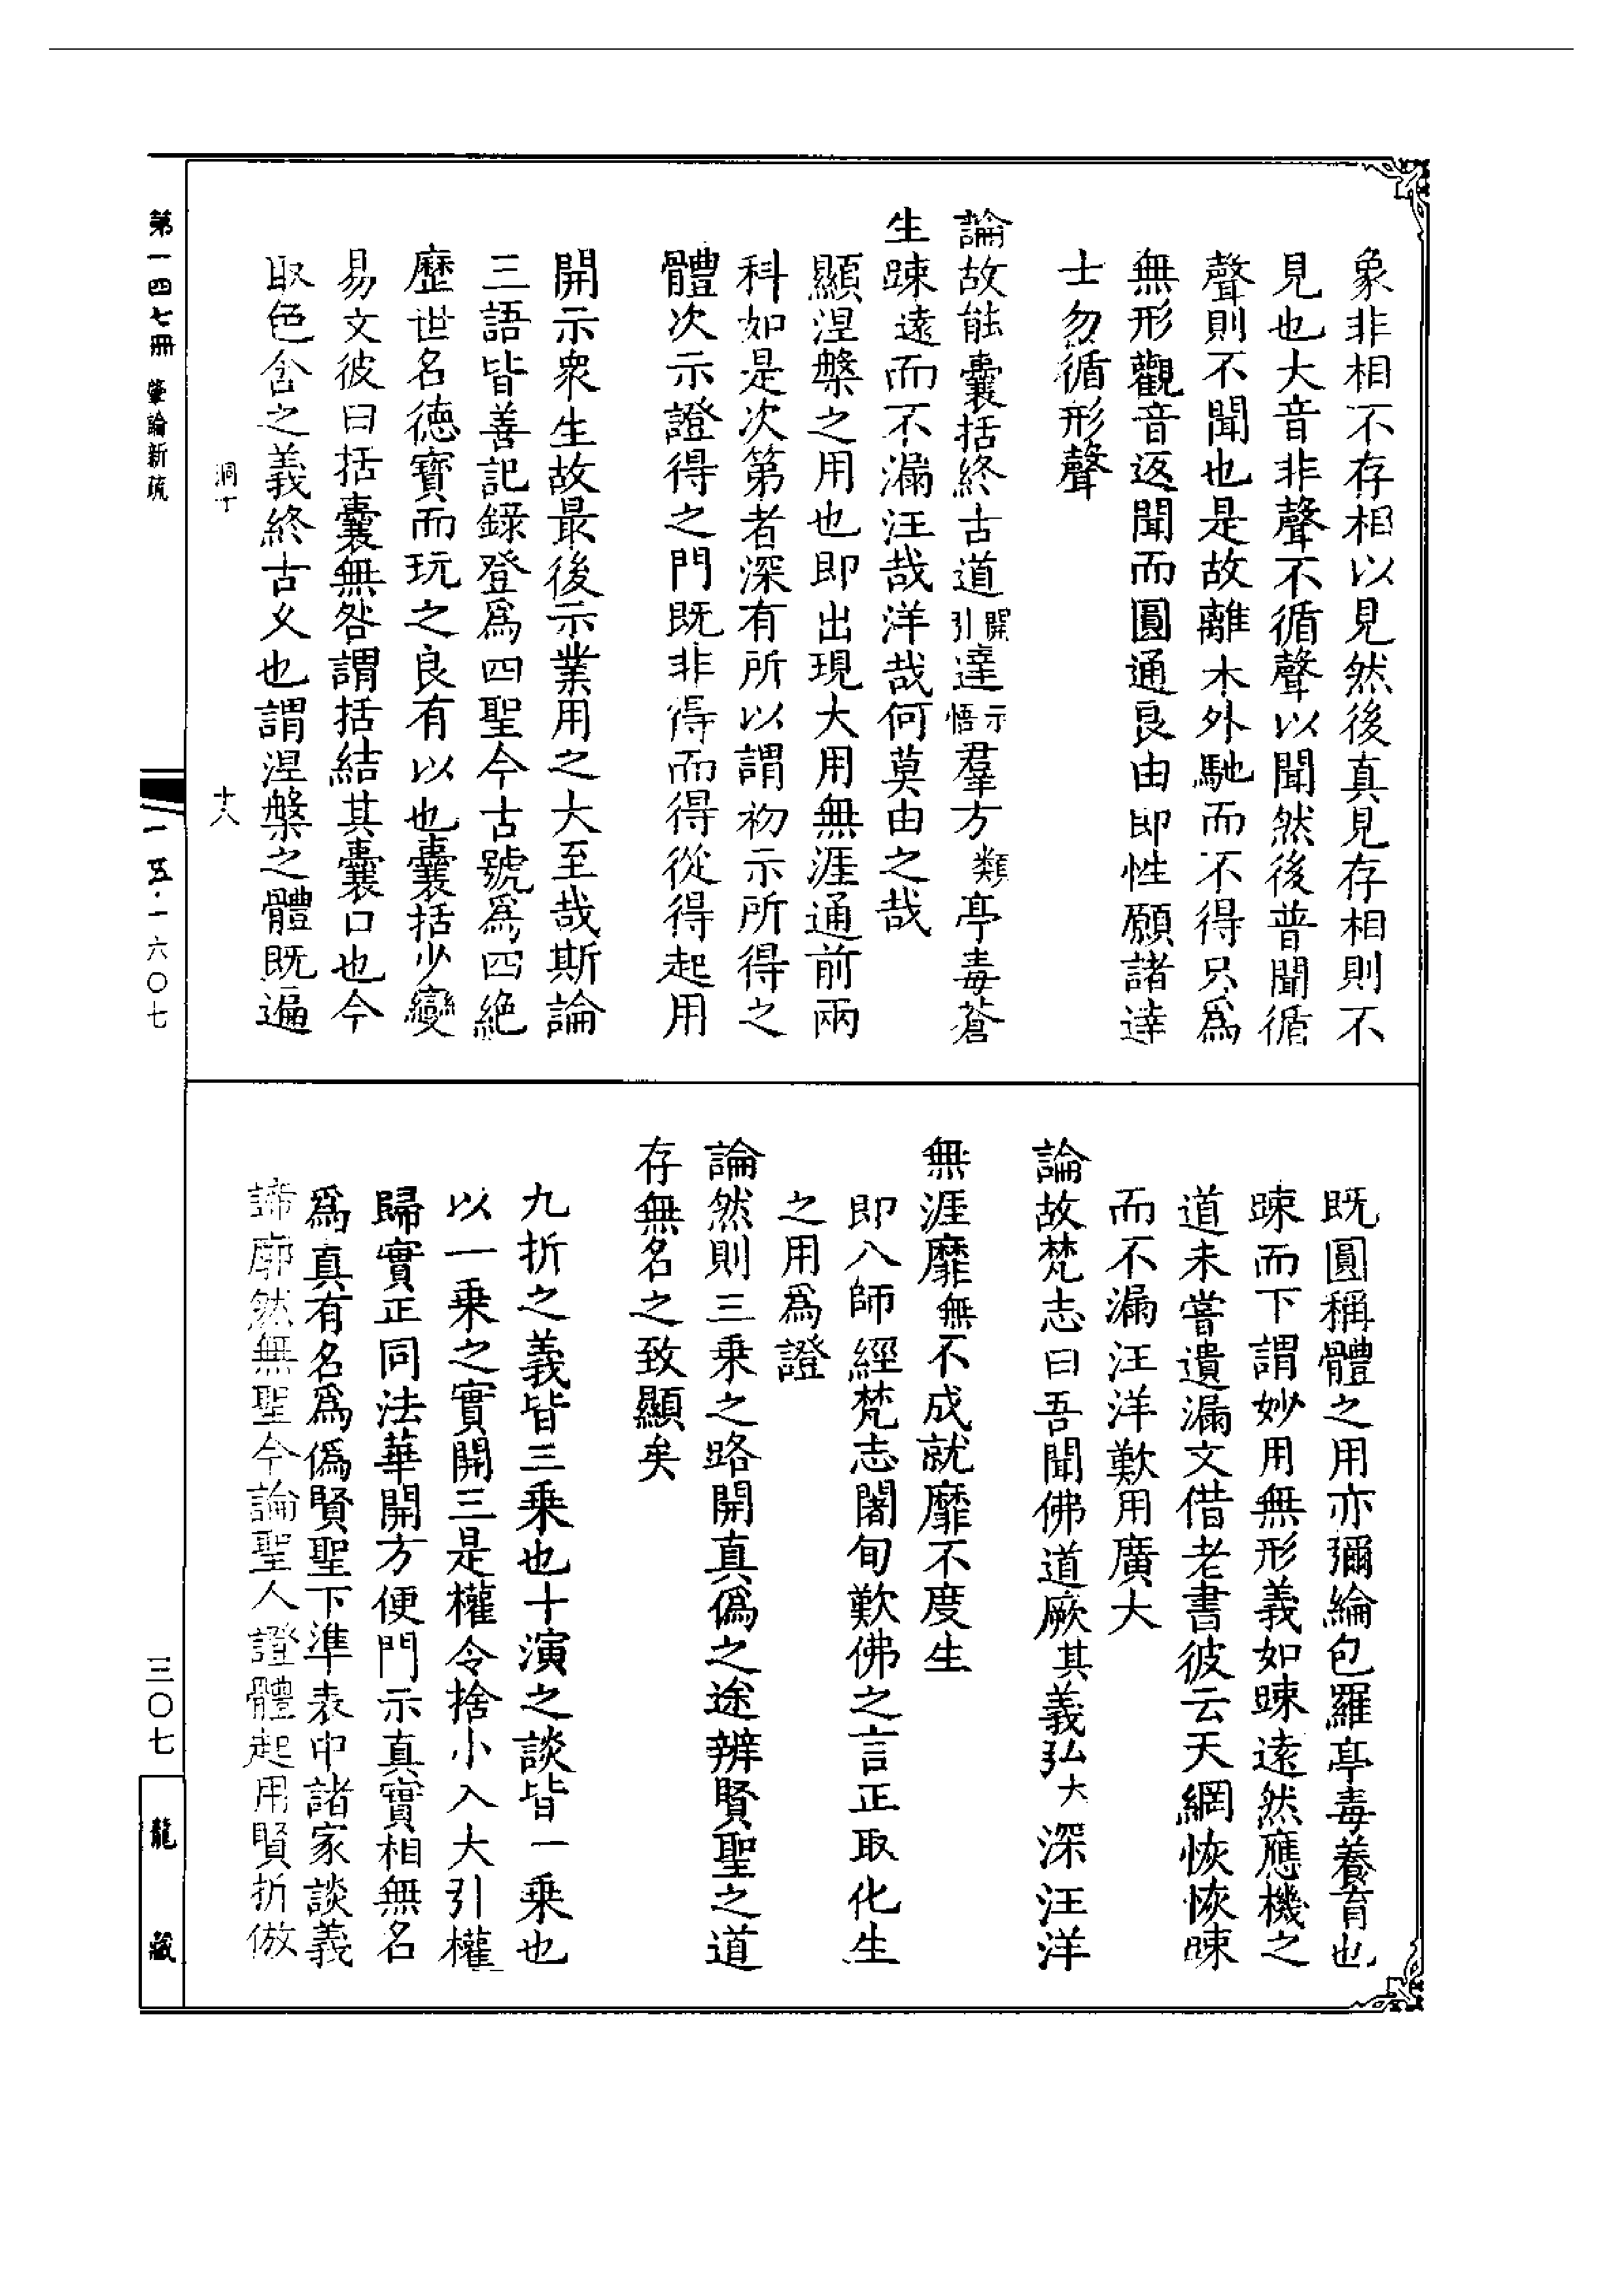 象非相不存相以見然後真見存相則不
見也大音非聲不循聲以聞然後普聞循
聲則不聞也是故離木外馳而不得只為
無形觀音返聞而圓通良由即性願諸達
士勿循形聲
論故能囊括終古道引開達悟示羣方類亭毒蒼
生踈遠而不漏汪哉洋哉何莫由之哉
顯涅槃之用也即出現大用無涯通前兩
科如是次第者深有所以謂初示所得之
體次示證得之門既非得而得從得起用
開示衆生故最後示業用之大至哉斯論
三語皆善記錄登爲四聖今古號爲四絶
歷世名德寶而玩之良有以也囊括少變
易文彼曰括囊無咎謂括結其囊口也今
取包含之義終古久也謂涅槃之體既遍
洞十
十八
既圓稱體之用亦彌綸包羅亭毒養育也
踈而下謂妙用無形義如踈遠然應機之
道未嘗遺漏文借老書彼云天網恢恢踈
而不漏汪洋歎用廣大
論故梵志曰吾聞佛道厥其義弘大深汪洋
無涯靡無不成就靡不度生
即八師經梵志闍旬歎佛之言正取化生
之用爲證
論然則三乘之路開真僞之途辨賢聖之道
存無名之致顯矣
九折之義皆三乘也十演之談皆一乘也
以一乘之實開三是權令捨小入大引權
歸實正同法華開方便門示真實相無名
爲真有名爲僞賢聖下準表中諸家談義
諦廓然無聖今論聖人證體起用賢折倣
第一四七冊 肇論新疏
一五·一六〇七
三〇七
龍藏